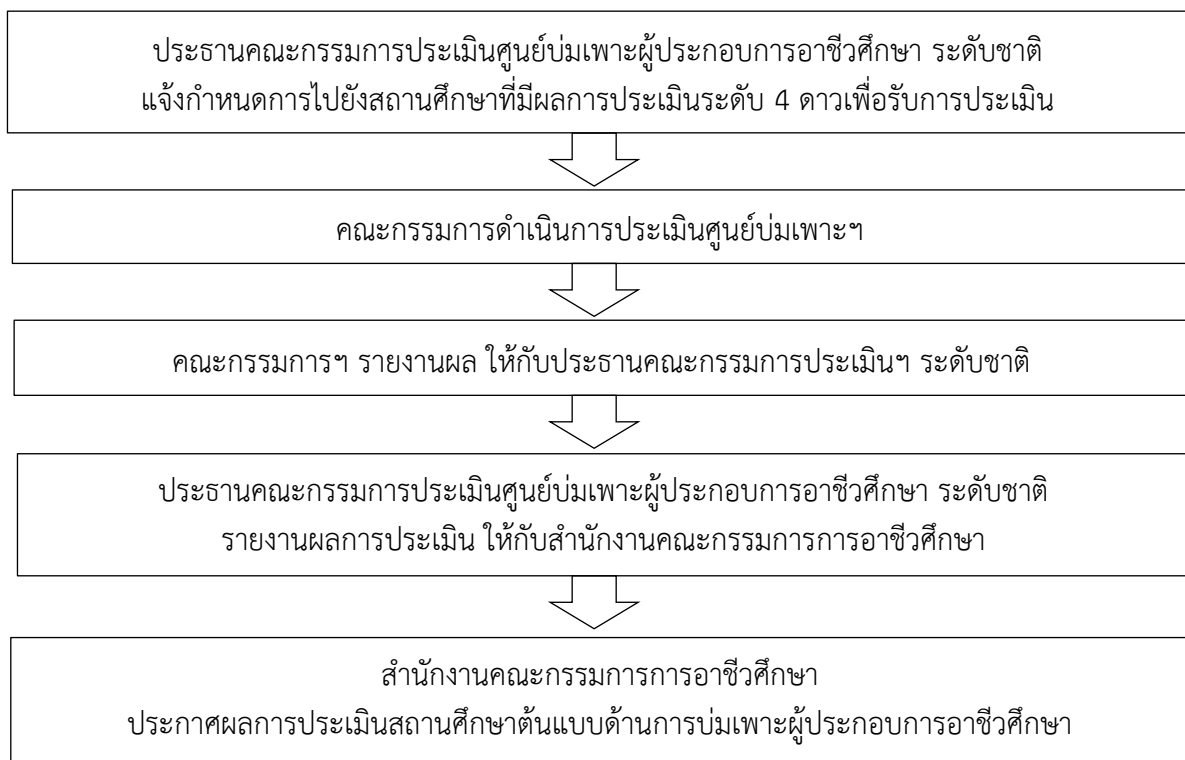 ประธานคณะกรรมการประเมินศูนย์บ่มเพาะผู้ประกอบการอาชีวศึกษา ระดับชาติ
แจ้งกำหนดการไปยังสถานศึกษาที่มีผลการประเมินระดับ 4 ดาวเพื่อรับการประเมิน
คณะกรรมการดำเนินการประเมินศูนย์บ่มเพาะฯ
คณะกรรมการฯ รายงานผล ให้กับประธานคณะกรรมการประเมินฯ ระดับชาติ
ประธานคณะกรรมการประเมินศูนย์บ่มเพาะผู้ประกอบการอาชีวศึกษา ระดับชาติ
รายงานผลการประเมิน ให้กับสำนักงานคณะกรรมการการอาชีวศึกษา
สำนักงานคณะกรรมการการอาชีวศึกษา
ประกาศผลการประเมินสถานศึกษาต้นแบบด้านการบ่มเพาะผู้ประกอบการอาชีวศึกษา